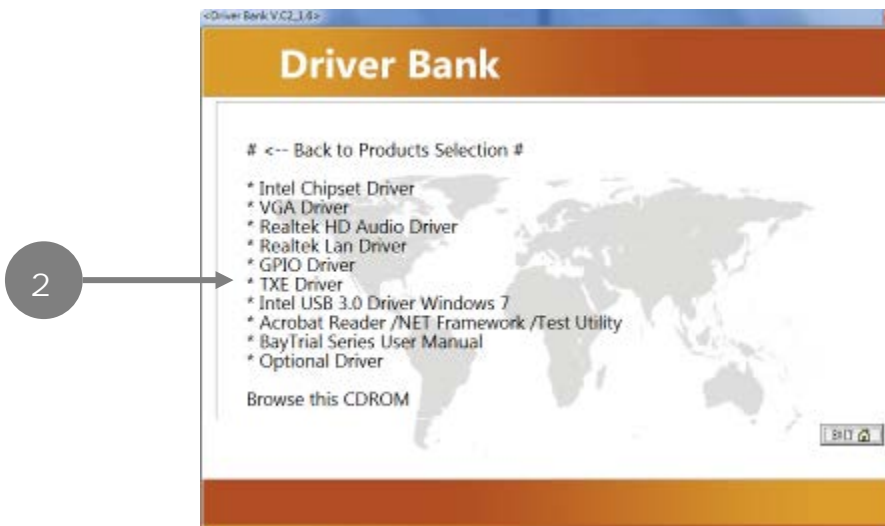 <Driver Bank V.C2_1.6>
Driver Bank
# <-- Back to Products Selection #
* Intel Chipset Driver
* VGA Driver
* Realtek HD Audio Driver
* Realtek Lan Driver
* GPIO Driver
2
* TXE Driver
* Intel USB 3.0 Driver Windows 7
* Acrobat Reader /NET Framework /Test Utility
* BayTrial Series User Manual
* Optional Driver
Browse this CDROM
EXIT